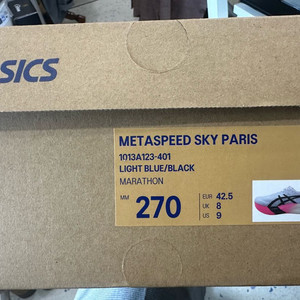 SICS
METASPEED SKY PARIS
1013A123-401
LIGHT BLUE/BLACK
MARATHON
MM 270
EUR 42.5
UK 8
US 9